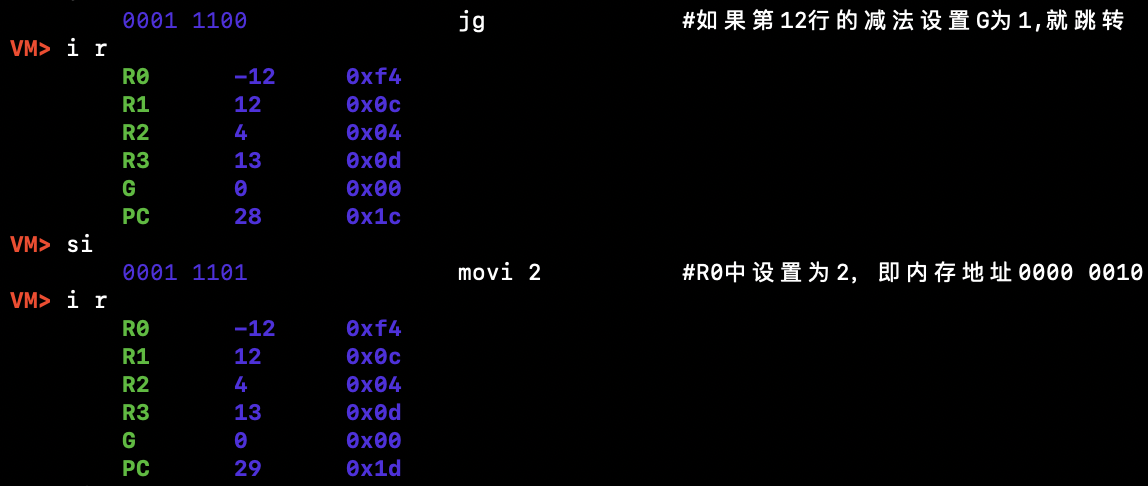 0001 1100 jg #如果第12行的减法设置G为1,就跳转
VM> i r
R0 -12 0xf4
R1 12 0x0c
R2 4 0x04
R3 13 0x0d
G 0 0x00
PC 28 0x1c
VM> si
0001 1101 movi 2 #R0中设置为2, 即内存地址0000 0010
VM> i r
R0 -12 0xf4
R1 12 0x0c
R2 4 0x04
R3 13 0x0d
G 0 0x00
PC 29 0x1d